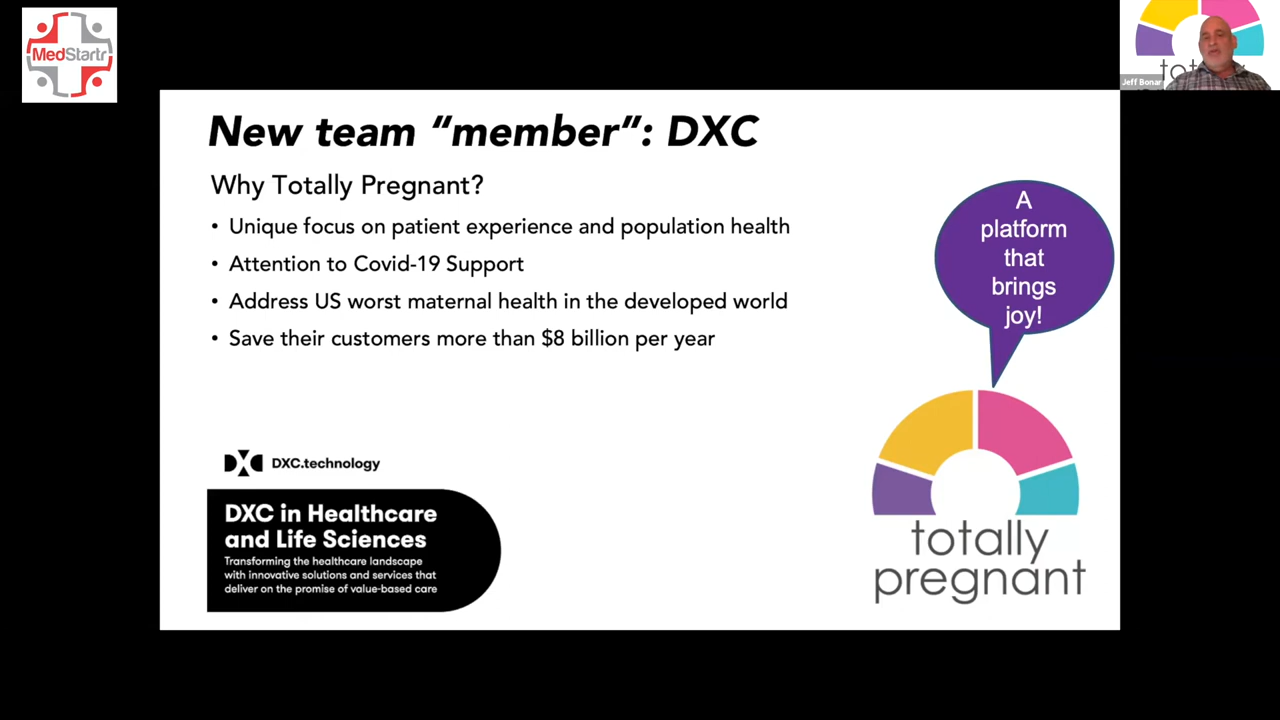 MedStartr
New team “member”: DXC
Why Totally Pregnant?
• Unique focus on patient experience and population health
• Attention to Covid-19 Support
• Address US worst maternal health in the developed world
• Save their customers more than $8 billion per year
A
platform
that
brings
joy!
DXC.technology
DXC in Healthcare
and Life Sciences
Transforming the healthcare landscape
with innovative solutions and services that
deliver on the promise of value-based care
totally
pregnant
Jeff Bonar